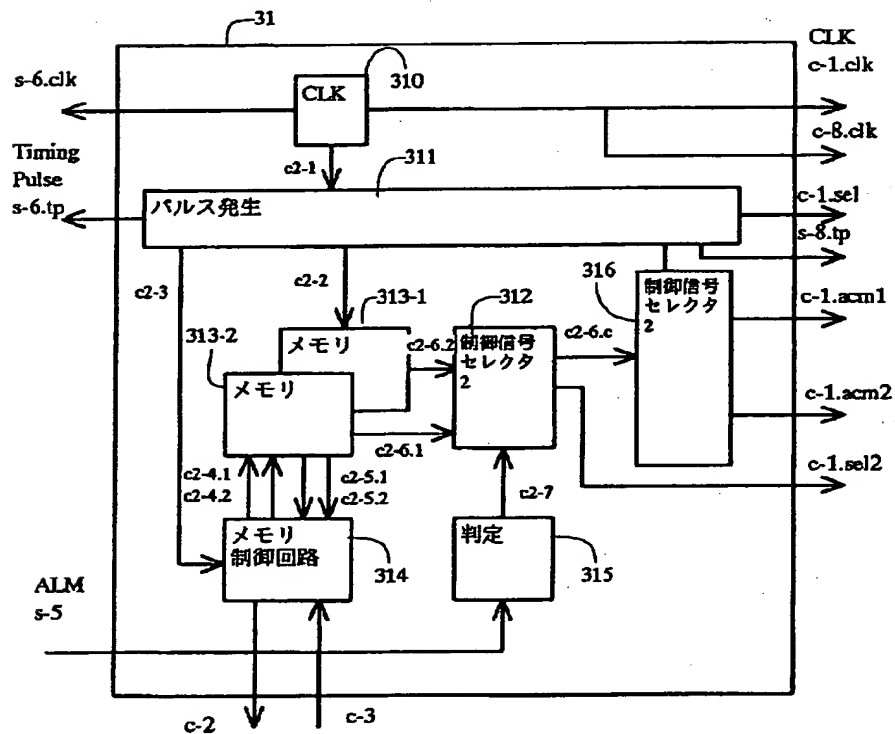 31
CLK
c-1.clk
s-6.clk
CLK
310
c-8.clk
c2-1
311
Timing
Pulse
s-6.tp
パルス発生
c-1.sel
s-8.tp
c2-3
c2-2
313-1
312
316
制御信号
セレクタ
2
c-1.acm1
313-2
メモリ
c2-6.2
制御信号
セレクタ
2
c2-6.c
メモリ
c-1.acm2
c2-6.1
c-1.sel2
c2-4.1
c2-4.2
c2-5.1
c2-5.2
c2-7
メモリ
制御回路
314
判定
315
ALM
s-5
c-2
c-3